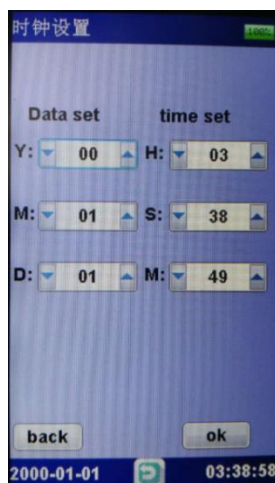 时钟设置 100%
Data set time set
Y: 00 H: 03
M: 01 S: 38
D: 01 M: 49
back ok
2000-01-01 03:38:58